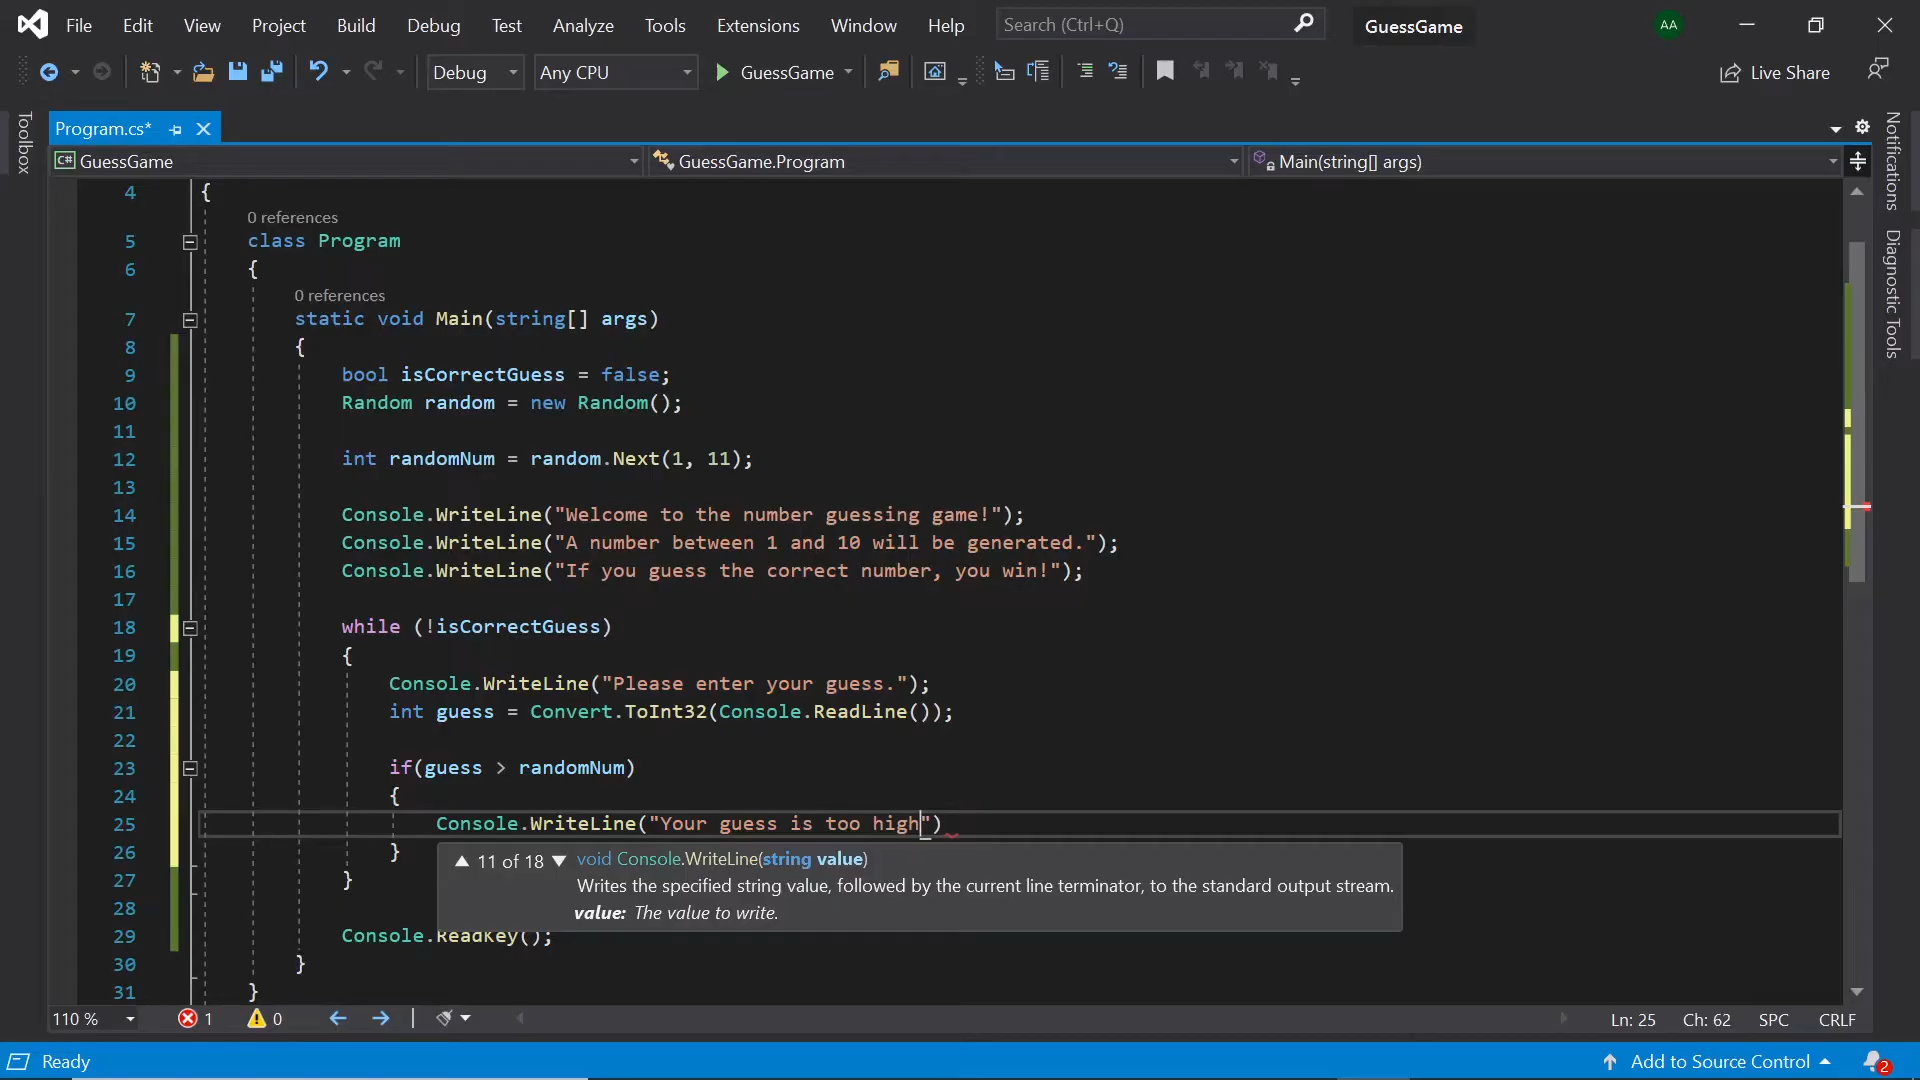 File Edit View Project Build Debug Test Analyze Tools Extensions Window Help Search (Ctrl+Q) GuessGame AA
Debug Any CPU GuessGame Live Share
Toolbox
Program.cs*
Notifications
Diagnostic Tools
C# GuessGame GuessGame.Program Main(string[] args)
4 {
0 references
5 class Program
6 {
0 references
7 static void Main(string[] args)
8 {
9 bool isCorrectGuess = false;
10 Random random = new Random();
11
12 int randomNum = random.Next(1, 11);
13
14 Console.WriteLine("Welcome to the number guessing game!");
15 Console.WriteLine("A number between 1 and 10 will be generated.");
16 Console.WriteLine("If you guess the correct number, you win!");
17
18 while (!isCorrectGuess)
19 {
20 Console.WriteLine("Please enter your guess.");
21 int guess = Convert.ToInt32(Console.ReadLine());
22
23 if(guess > randomNum)
24 {
25 Console.WriteLine("Your guess is too high")
26 }
▲ 11 of 18 ▼ void Console.WriteLine(string value)
Writes the specified string value, followed by the current line terminator, to the standard output stream.
value: The value to write.
27 }
28
29 Console.ReadKey();
30 }
31 }
110 % 1 0 Ln: 25 Ch: 62 SPC CRLF
Ready Add to Source Control 2